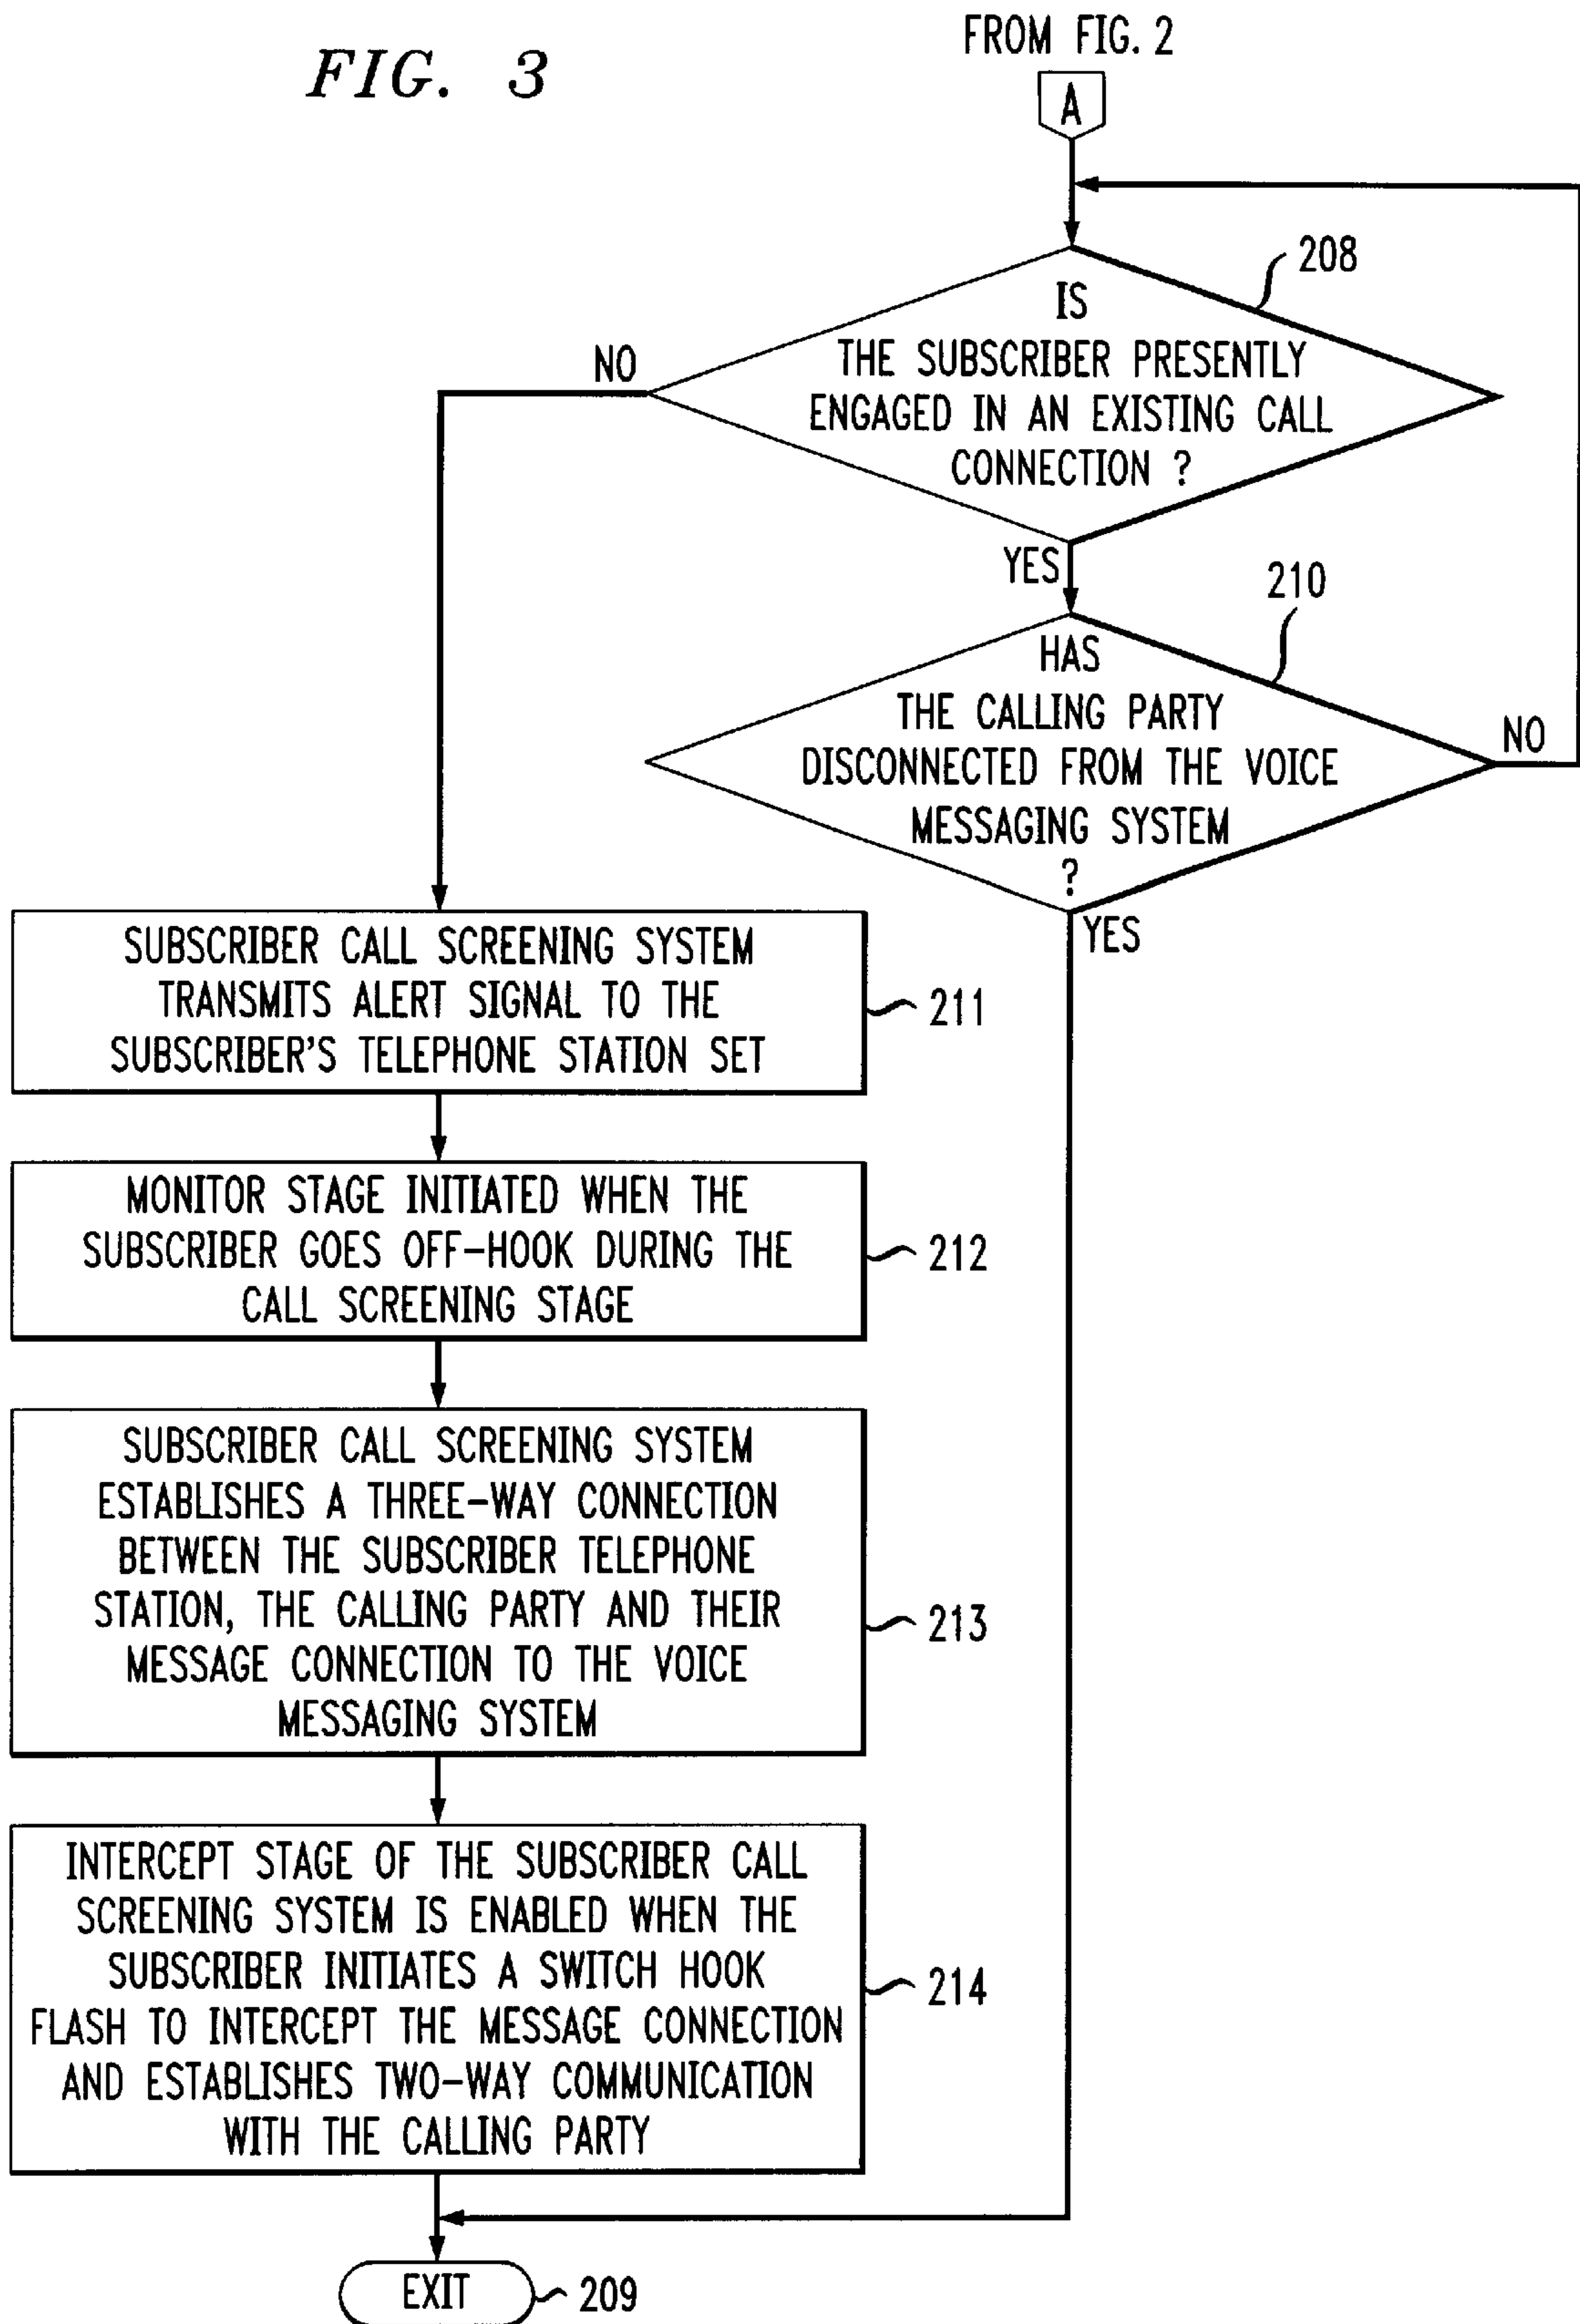 FIG. 3
FROM FIG. 2
A
208
IS
THE SUBSCRIBER PRESENTLY
ENGAGED IN AN EXISTING CALL
CONNECTION ?
NO
YES
210
HAS
THE CALLING PARTY
DISCONNECTED FROM THE VOICE
MESSAGING SYSTEM
?
NO
YES
SUBSCRIBER CALL SCREENING SYSTEM
TRANSMITS ALERT SIGNAL TO THE
SUBSCRIBER'S TELEPHONE STATION SET
211
MONITOR STAGE INITIATED WHEN THE
SUBSCRIBER GOES OFF-HOOK DURING THE
CALL SCREENING STAGE
212
SUBSCRIBER CALL SCREENING SYSTEM
ESTABLISHES A THREE-WAY CONNECTION
BETWEEN THE SUBSCRIBER TELEPHONE
STATION, THE CALLING PARTY AND THEIR
MESSAGE CONNECTION TO THE VOICE
MESSAGING SYSTEM
213
INTERCEPT STAGE OF THE SUBSCRIBER CALL
SCREENING SYSTEM IS ENABLED WHEN THE
SUBSCRIBER INITIATES A SWITCH HOOK
FLASH TO INTERCEPT THE MESSAGE CONNECTION
AND ESTABLISHES TWO-WAY COMMUNICATION
WITH THE CALLING PARTY
214
EXIT
209